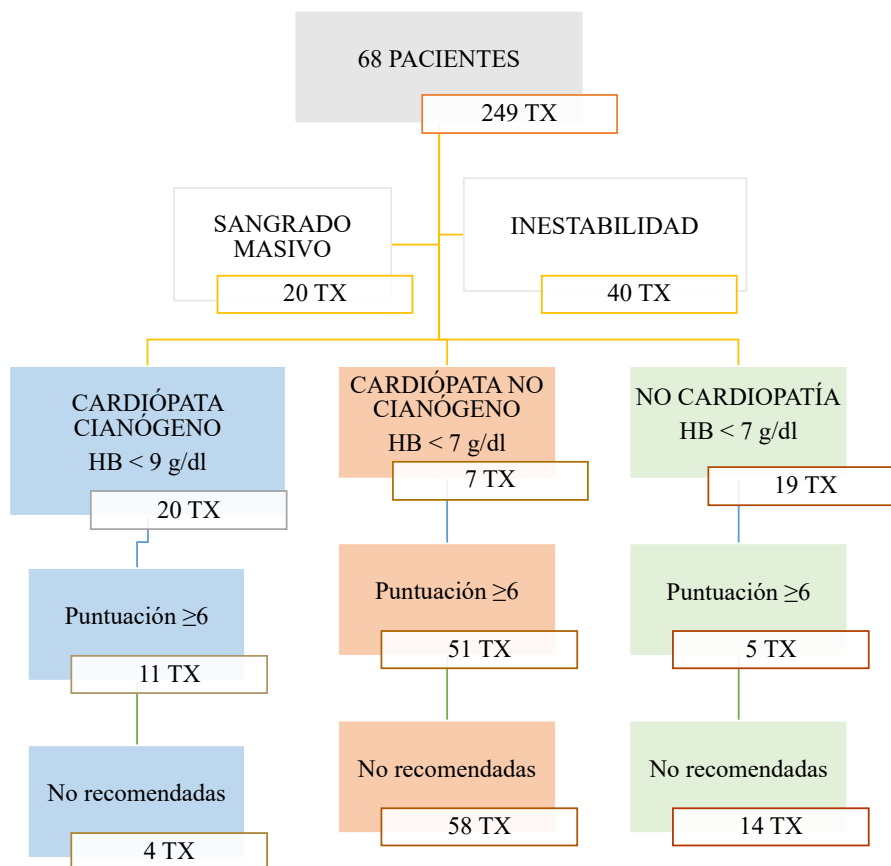 68 PACIENTES
249 TX
SANGRADO
MASIVO
20 TX
INESTABILIDAD
40 TX
CARDIÓPATA
CIANÓGENO
HB < 9 g/dl
20 TX
CARDIÓPATA NO
CIANÓGENO
HB < 7 g/dl
7 TX
NO CARDIOPATÍA
HB < 7 g/dl
19 TX
Puntuación ≥6
11 TX
Puntuación ≥6
51 TX
Puntuación ≥6
5 TX
No recomendadas
4 TX
No recomendadas
58 TX
No recomendadas
14 TX